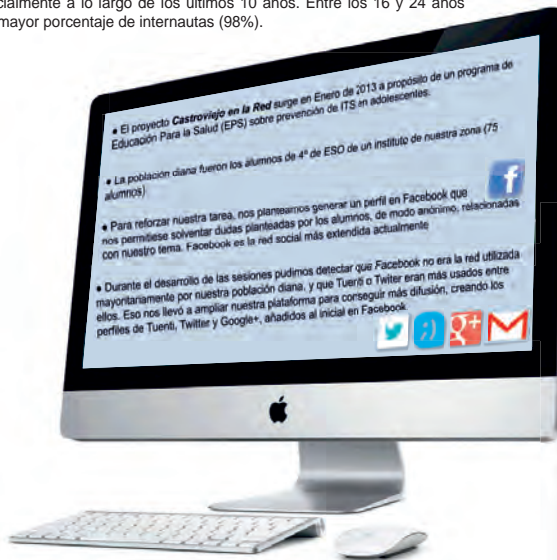 cialmente a lo largo de los últimos 10 años. Entre los 16 y 24 años
mayor porcentaje de internautas (98%).
● El proyecto Castroviejo en la Red surge en Enero de 2013 a propósito de un programa de
Educación Para la Salud (EPS) sobre prevención de ITS en adolescentes.
● La población diana fueron los alumnos de 4º de ESO de un instituto de nuestra zona (75
alumnos)
● Para reforzar nuestra tarea, nos planteamos generar un perfil en Facebook que
nos permitiese solventar dudas planteadas por los alumnos, de modo anónimo, relacionadas
con nuestro tema. Facebook es la red social más extendida actualmente
● Durante el desarrollo de las sesiones pudimos detectar que Facebook no era la red utilizada
mayoritariamente por nuestra población diana, y que Tuenti o Twiter eran más usados entre
ellos. Eso nos llevó a ampliar nuestra plataforma para conseguir más difusión, creando los
perfiles de Tuenti, Twitter y Google+, añadidos al inicial en Facebook